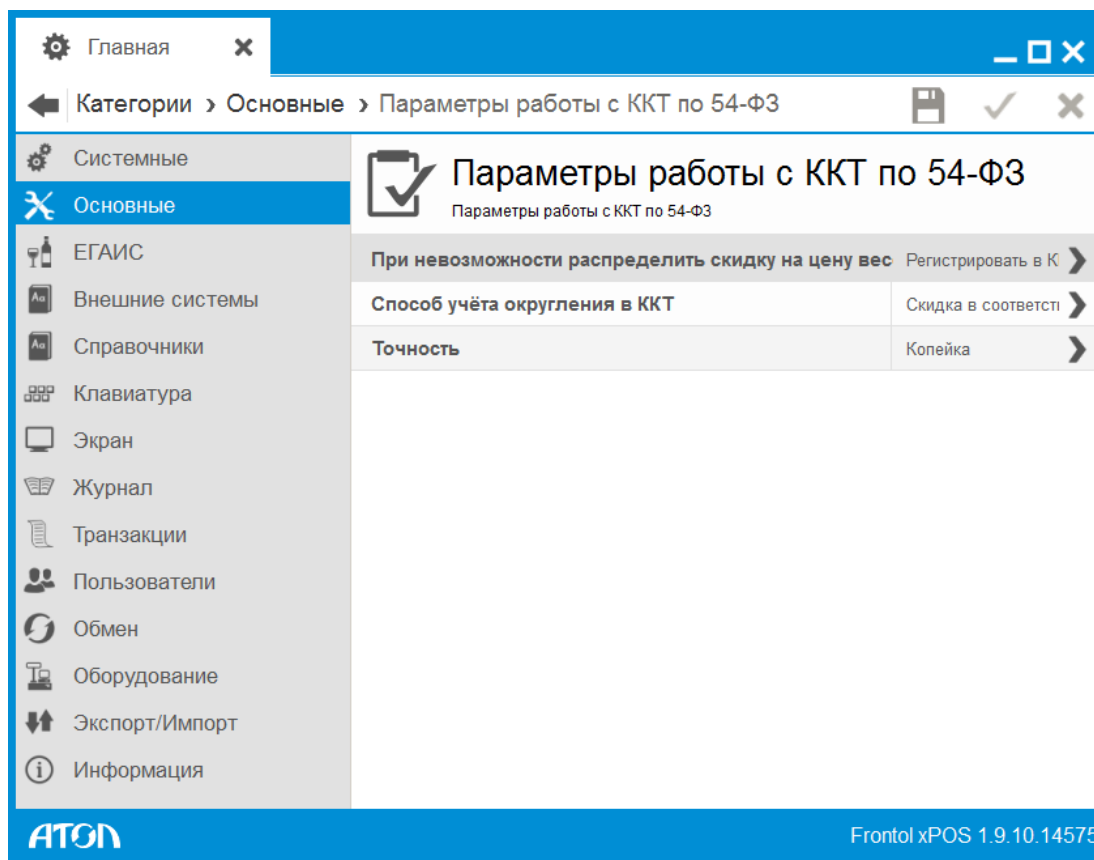 Главная
Категории › Основные › Параметры работы с ККТ по 54-ФЗ
Системные
Основные
ЕГАИС
Внешние системы
Справочники
Клавиатура
Экран
Журнал
Транзакции
Пользователи
Обмен
Оборудование
Экспорт/Импорт
Информация
Параметры работы с ККТ по 54-ФЗ
Параметры работы с ККТ по 54-ФЗ
При невозможности распределить скидку на цену вес Регистрировать в К
Способ учёта округления в ККТ Скидка в соответст
Точность Копейка
АТОЛ Frontol xPOS 1.9.10.14575